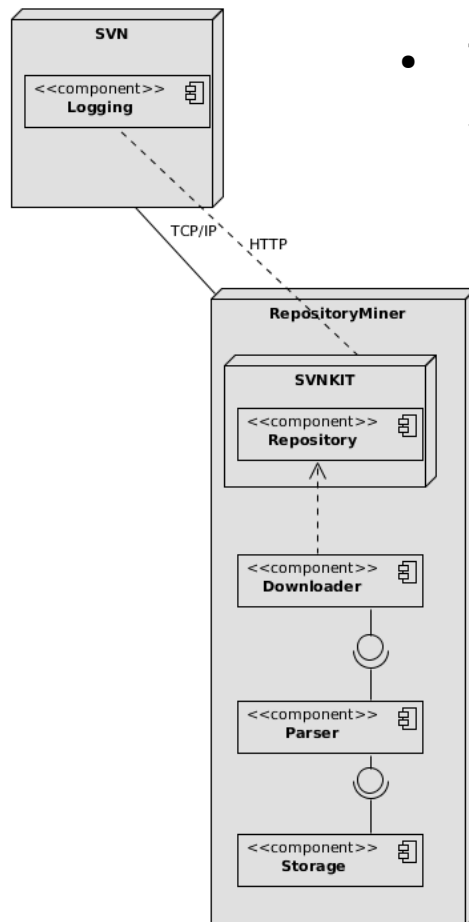 SVN
<<component>>
Logging
TCP/IP
HTTP
RepositoryMiner
SVNKIT
<<component>>
Repository
<<component>>
Downloader
<<component>>
Parser
<<component>>
Storage